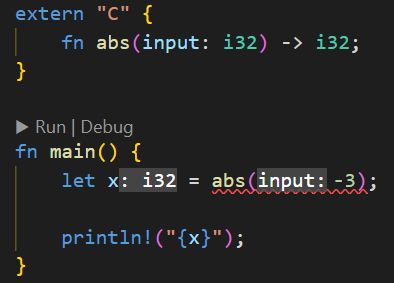 extern "C" {
    fn abs(input: i32) -> i32;
}
▶ Run | Debug
fn main() {
    let x: i32 = abs(input: -3);
    println!("{x}");
}